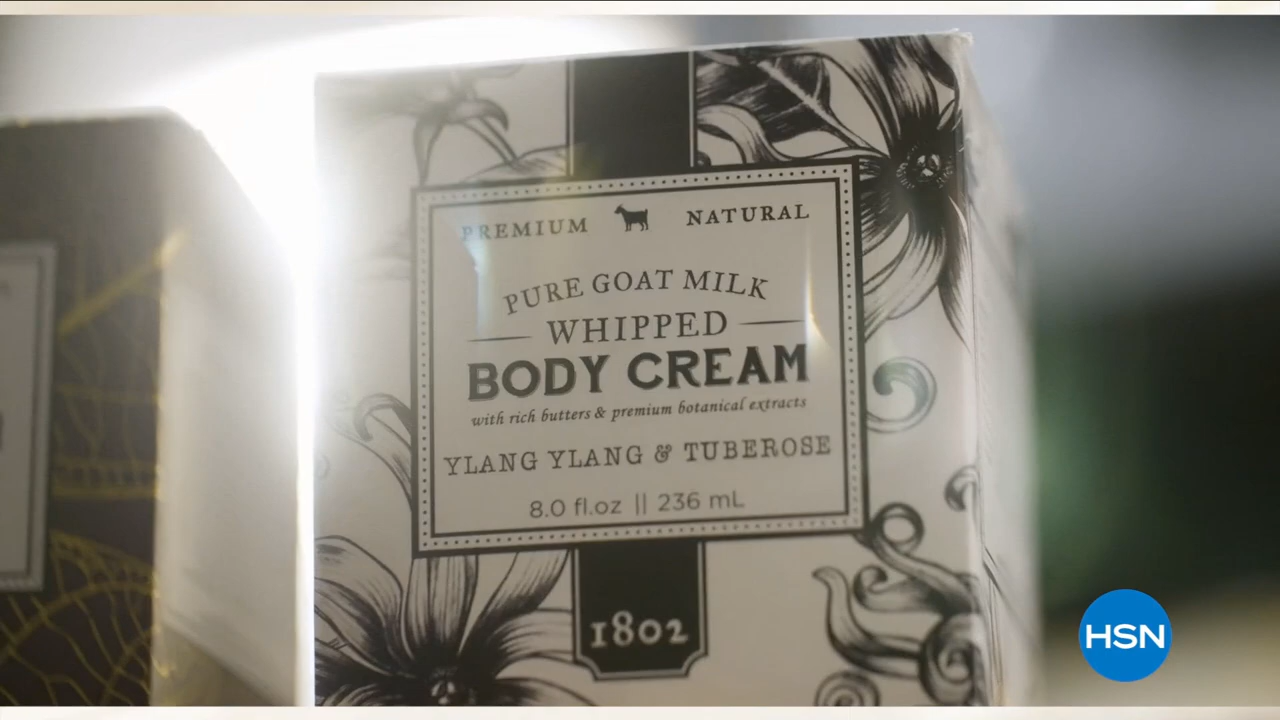 PREMIUM NATURAL
PURE GOAT MILK
WHIPPED
BODY CREAM
with rich butters & premium botanical extracts
YLANG YLANG & TUBEROSE
8.0 fl.oz || 236 mL
1802
HSN